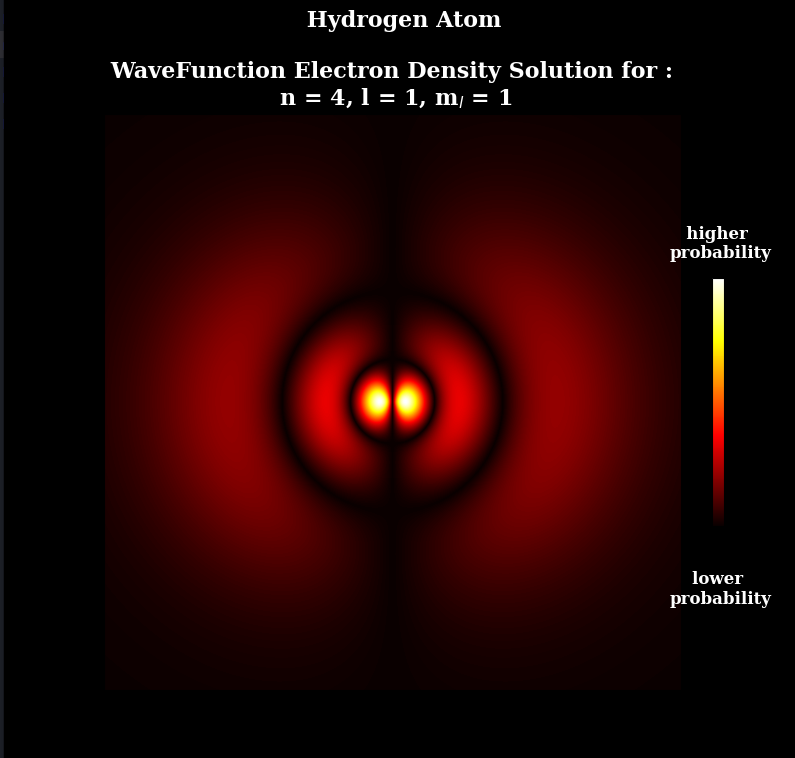 Hydrogen Atom
WaveFunction Electron Density Solution for :
n = 4, l = 1, mₗ = 1
higher
probability
lower
probability